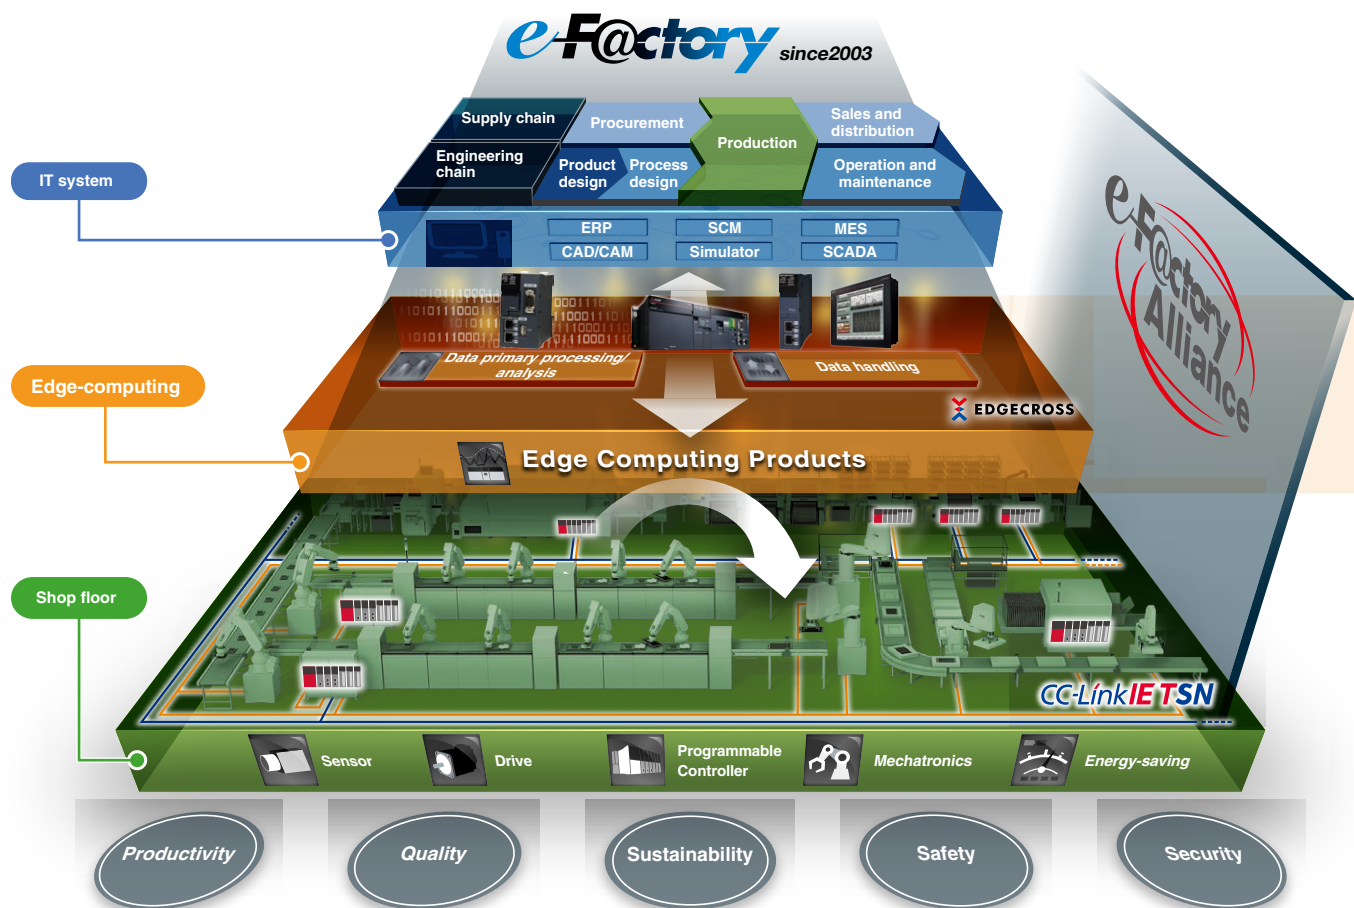 e-F@ctory since2003
Supply chain
Procurement
Production
Sales and
distribution
Engineering
chain
Product
design
Process
design
Operation and
maintenance
IT system
ERP
SCM
MES
CAD/CAM
Simulator
SCADA
e-F@ctory
Alliance
Data primary processing/
analysis
Data handling
Edge-computing
EDGECROSS
Edge Computing Products
Shop floor
CC-Link IE TSN
Sensor
Drive
Programmable
Controller
Mechatronics
Energy-saving
Productivity
Quality
Sustainability
Safety
Security